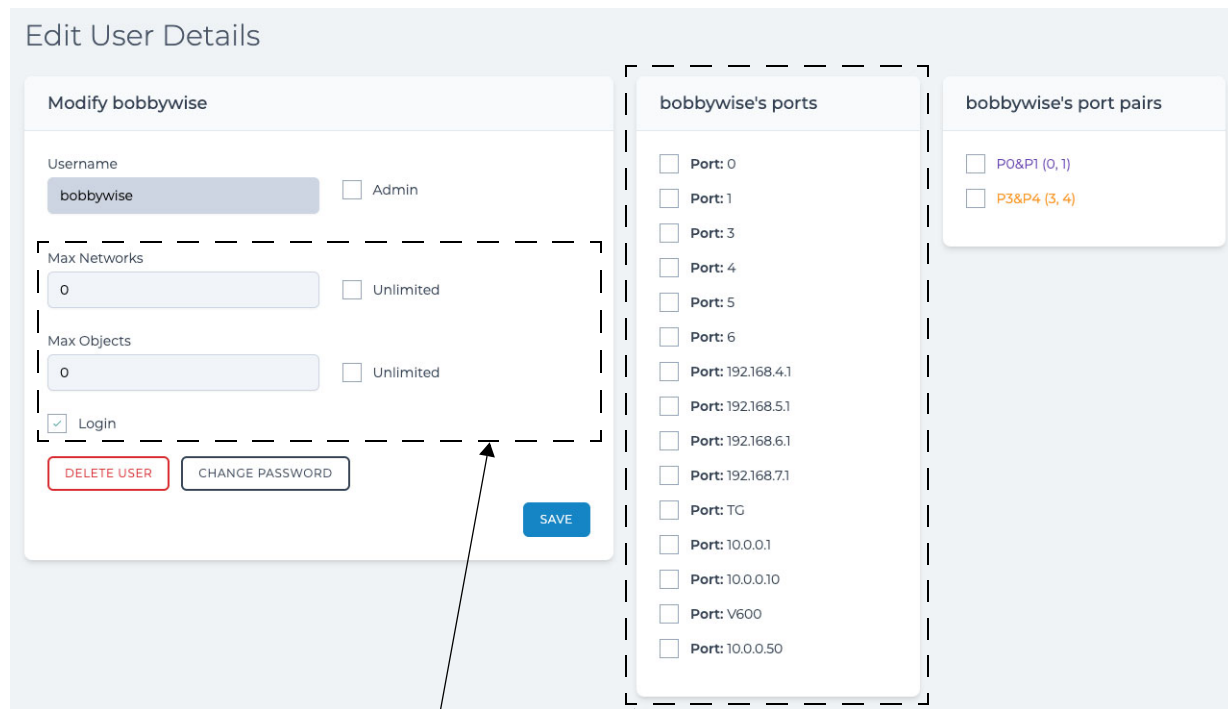 Edit User Details
Modify bobbywise
Username
bobbywise
Admin
Max Networks
0
Unlimited
Max Objects
0
Unlimited
Login
DELETE USER
CHANGE PASSWORD
SAVE
bobbywise's ports
Port: 0
Port: 1
Port: 3
Port: 4
Port: 5
Port: 6
Port: 192.168.4.1
Port: 192.168.5.1
Port: 192.168.6.1
Port: 192.168.7.1
Port: TG
Port: 10.0.0.1
Port: 10.0.0.10
Port: V600
Port: 10.0.0.50
bobbywise's port pairs
P0&P1 (0, 1)
P3&P4 (3, 4)